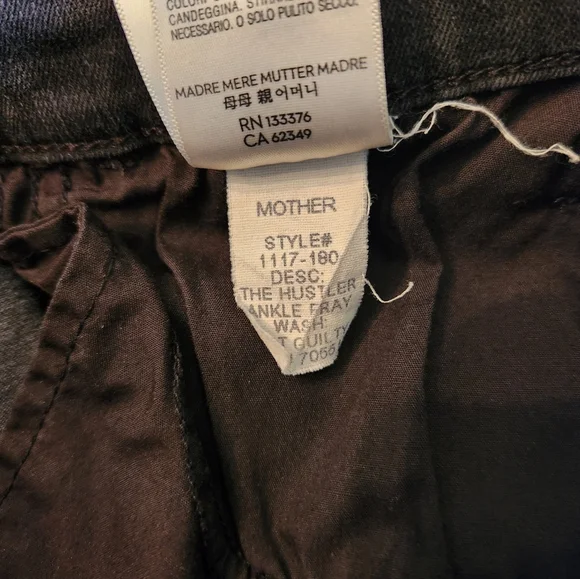 CANDEGGINA. STIRARE
NECESSARIO. O SOLO PULITO SECCO.
MADRE MERE MUTTER MADRE
母母 親 어머니
RN 133376
CA 62349
MOTHER
STYLE#
1117-180
DESC:
THE HUSTLER
ANKLE FRAY
WASH:
GUILTY